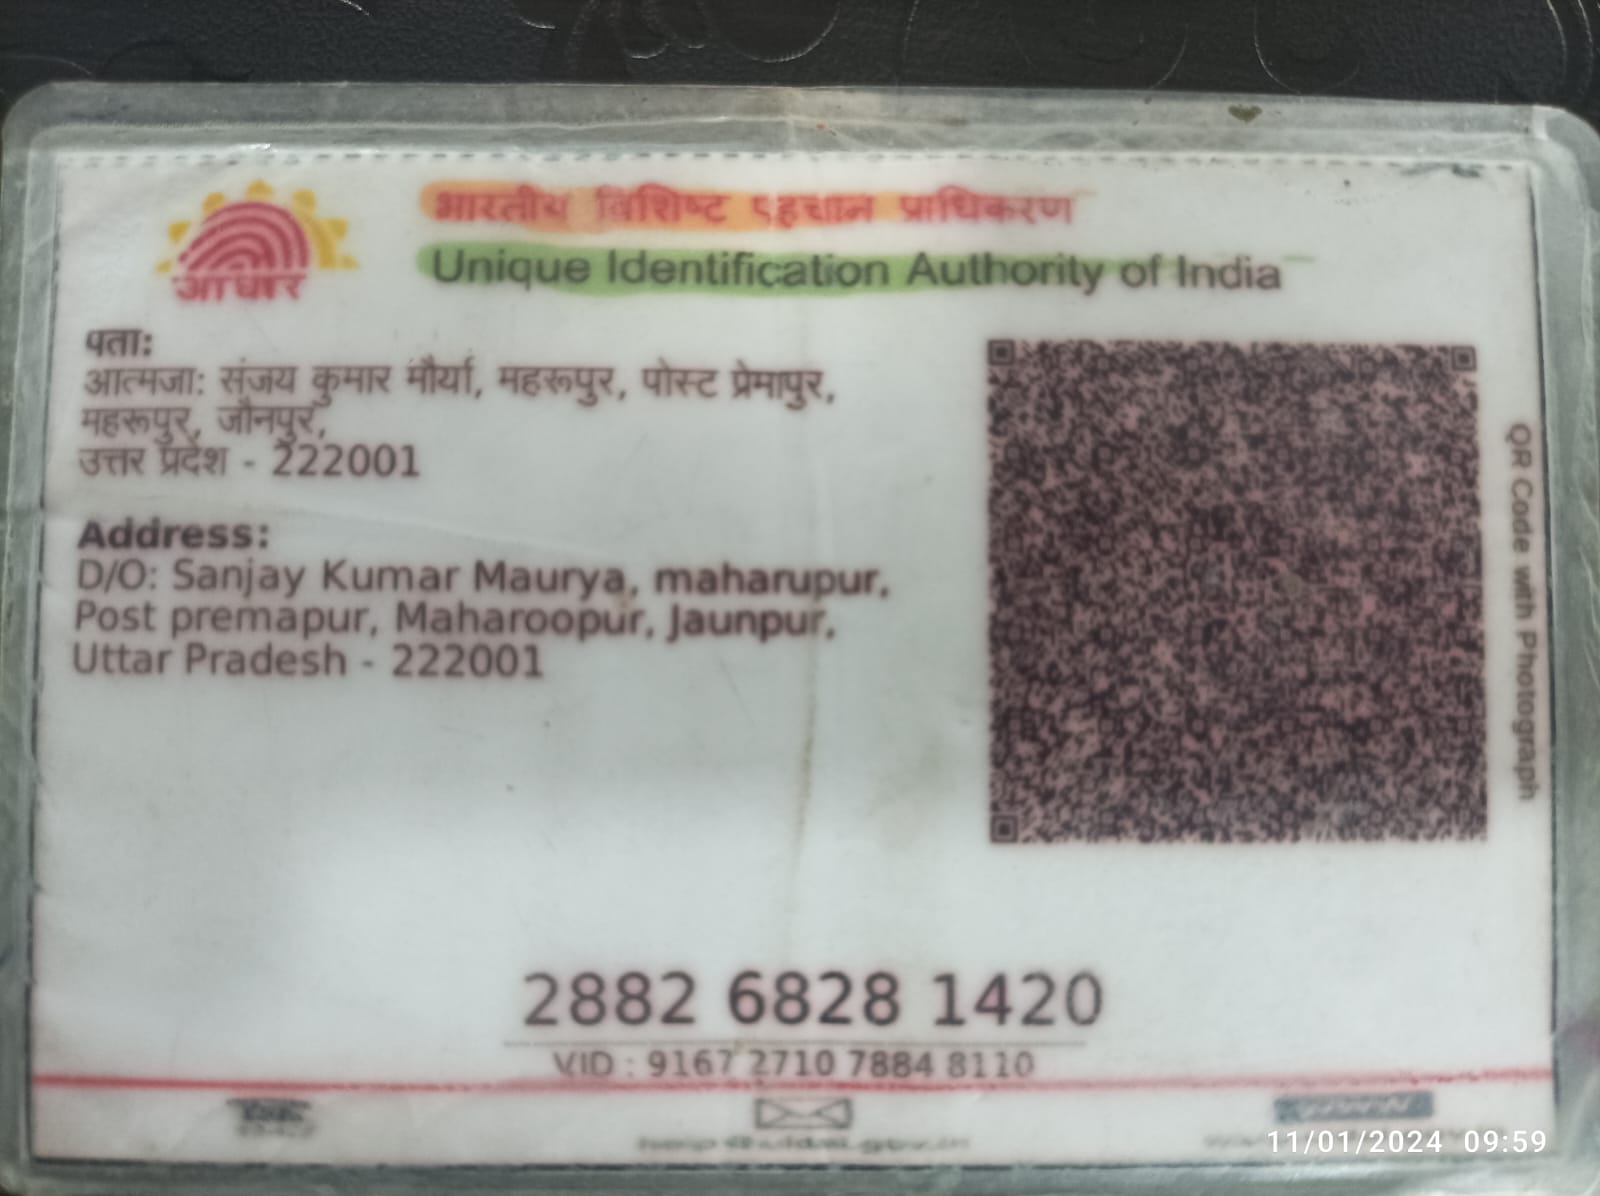 भारतीय विशिष्ट पहचान प्राधिकरण
Unique Identification Authority of India
आधार
पता:
आत्मजा: संजय कुमार मौर्या, महरूपुर, पोस्ट प्रेमापुर,
महरूपुर, जौनपुर,
उत्तर प्रदेश - 222001
Address:
D/O: Sanjay Kumar Maurya, maharupur,
Post premapur, Maharoopur, Jaunpur,
Uttar Pradesh - 222001
QR Code with Photograph
2882 6828 1420
VID : 9167 2710 7884 8110
11/01/2024 09:59